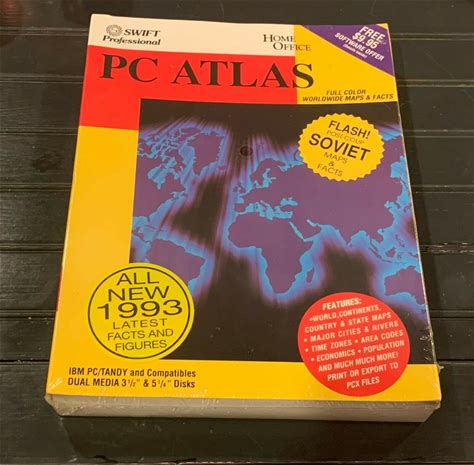 SWIFT
Professional
HOME
OFFICE
FREE
$9.95
SOFTWARE OFFER
PC ATLAS
FULL COLOR
WORLDWIDE MAPS & FACTS
FLASH!
POST-COUP
SOVIET
MAPS
&
FACTS
ALL
NEW
1993
LATEST
FACTS AND
FIGURES
FEATURES:
•WORLD, CONTINENTS,
COUNTRY & STATE MAPS
• MAJOR CITIES & RIVERS
• TIME ZONES • AREA CODES
• ECONOMICS • POPULATION
AND MUCH MUCH MORE!
PRINT OR EXPORT TO
PCX FILES
IBM PC/TANDY and Compatibles
DUAL MEDIA 3½" & 5¼" Disks